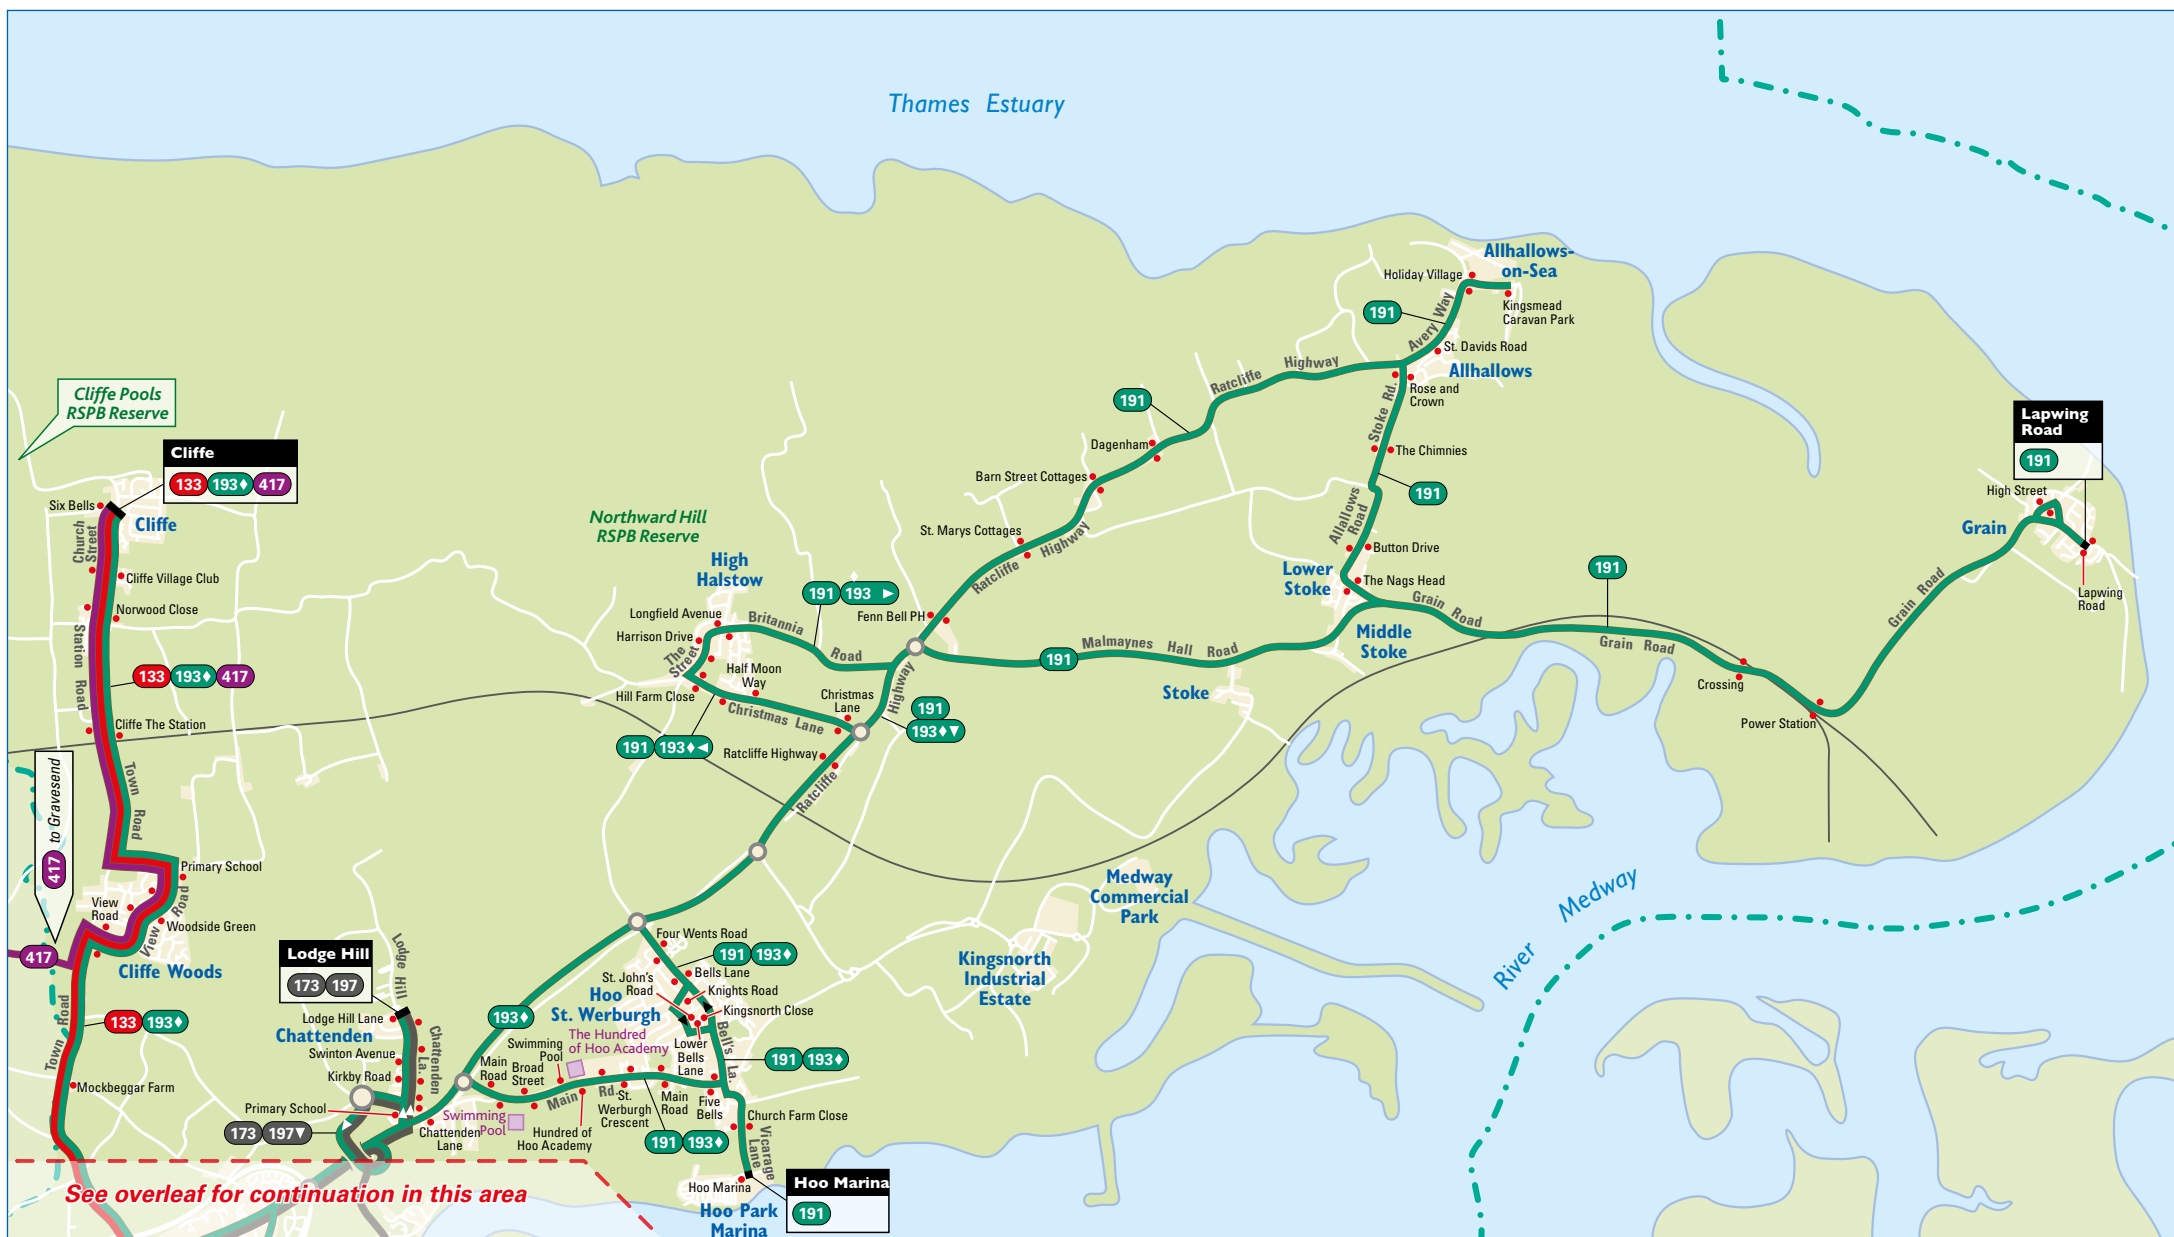 Thames Estuary
Allhallows-
on-Sea
Holiday Village
Kingsmead
Caravan Park
191
Avery Way
St. Davids Road
Allhallows
Ratcliffe Highway
Rose and
Crown
Stoke Rd.
191
Dagenham
The Chimnies
Barn Street Cottages
191
Cliffe Pools
RSPB Reserve
Cliffe
133 193♦ 417
Six Bells
Cliffe
Church
Street
Lapwing
Road
191
High Street
Grain
Lapwing
Road
Northward Hill
RSPB Reserve
St. Marys Cottages
Ratcliffe Highway
Allallows
Road
Button Drive
Lower
Stoke
The Nags Head
191
Grain Road
Grain Road
Grain Road
High
Halstow
191 193 ►
Fenn Bell PH
Longfield Avenue
Britannia Road
Harrison Drive
The
Street
Half Moon
Way
Hill Farm Close
Christmas Lane
Christmas
Lane
Highway
191
193♦▼
191 193♦◄
Ratcliffe Highway
Ratcliffe
191
Malmaynes Hall Road
Middle
Stoke
Stoke
Crossing
Power Station
Cliffe Village Club
Norwood Close
Station Road
133 193♦ 417
Cliffe The Station
Town Road
417 to Gravesend
Primary School
View
Road
View Road
Woodside Green
417
Cliffe Woods
Town Road
133 193♦
Mockbeggar Farm
Lodge Hill
173 197
Lodge Hill
Lodge Hill Lane
Chattenden
Swinton Avenue
Kirkby Road
Chattenden
La.
Primary School
173 197▼
Chattenden
Lane
193♦
Four Wents Road
191 193♦
Bells Lane
St. John's
Road
Knights Road
Hoo
St. Werburgh
Kingsnorth Close
The Hundred
of Hoo Academy
Swimming
Pool
Lower
Bells
Lane
Bell's La.
191 193♦
Main
Road
Broad
Street
Main Rd.
St.
Werburgh
Crescent
Main
Road
Five
Bells
Swimming
Pool
Hundred of
Hoo Academy
191 193♦
Church Farm Close
Vicarage
Lane
Hoo Marina
Hoo Marina
191
Hoo Park
Marina
Medway
Commercial
Park
Kingsnorth
Industrial
Estate
River Medway
See overleaf for continuation in this area